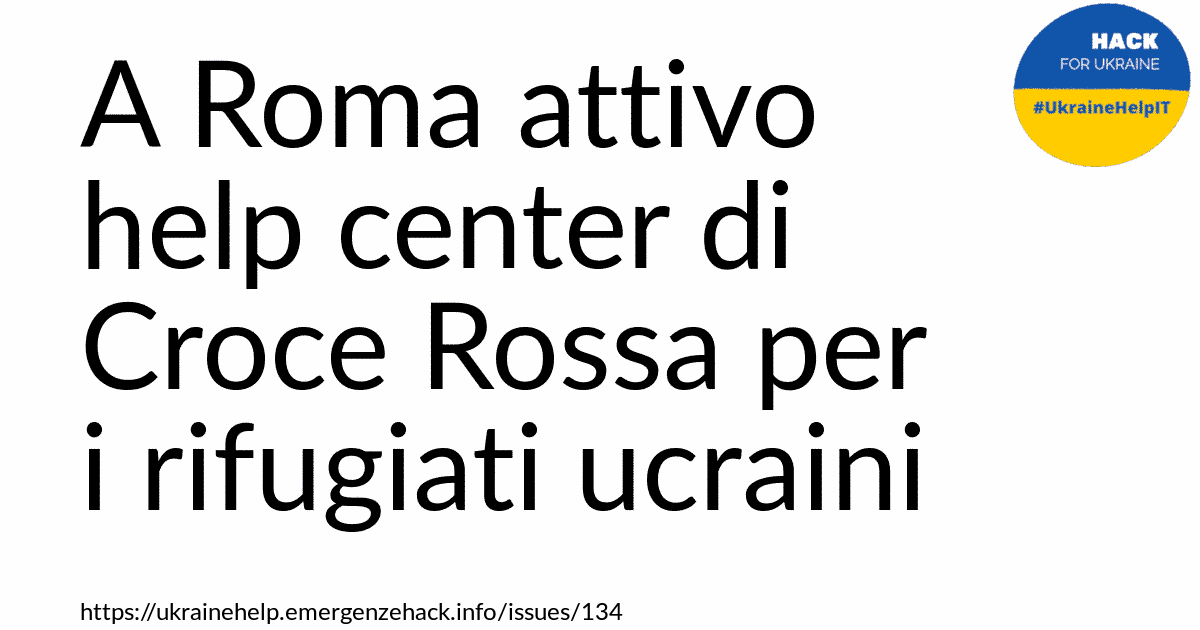 A Roma attivo
help center di
Croce Rossa per
i rifugiati ucraini
HACK
FOR UKRAINE
#UkraineHelpIT
https://ukrainehelp.emergenzehack.info/issues/134